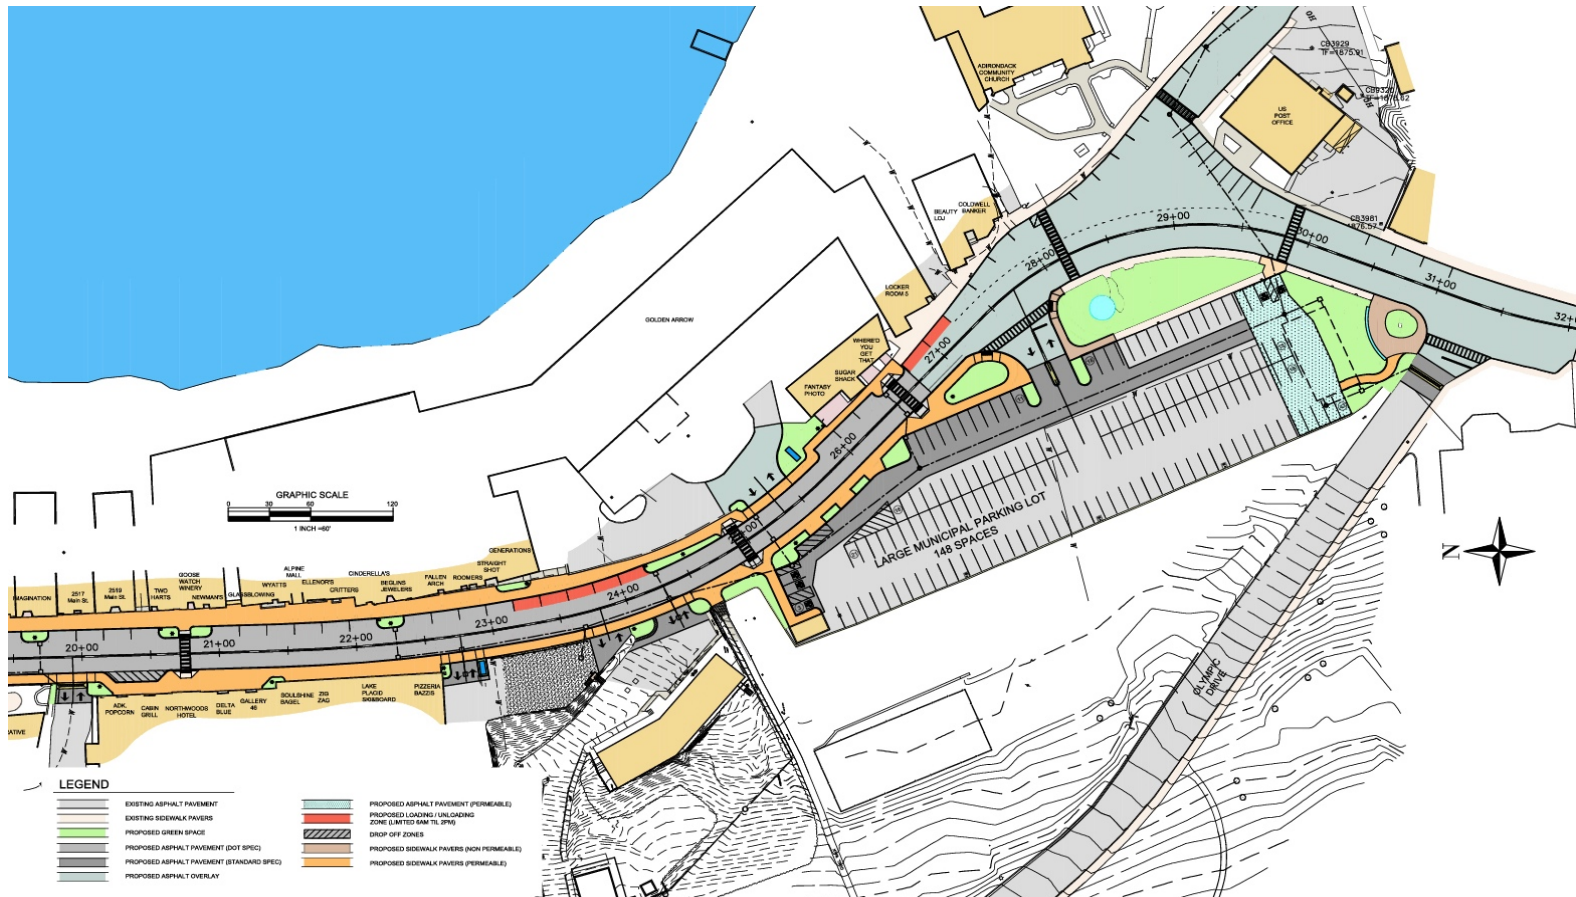 CB3929
TF=1875.91
ADIRONDACK
COMMUNITY
CHURCH
US
POST
OFFICE
BEAUTY
LOJ
COLDWELL
BANKER
CB3981
29+00
30+00
28+00
31+00
32+0
LOCKER
ROOM 5
GOLDEN ARROW
WHERE'D
YOU
GET
THAT
27+00
SUGAR
SHACK
FANTASY
PHOTO
26+00
GRAPHIC SCALE
0 30 60 120
1 INCH =60'
LARGE MUNICIPAL PARKING LOT
148 SPACES
N
GENERATIONS
STRAIGHT
SHOT
ROOMERS
FALLEN
ARCH
BEGLINS
JEWELERS
CINDERELLA'S
CRITTERS
ELLENOR'S
ALPINE
MALL
WYATTS
GLASSBLOWING
NEWMAN'S
GOOSE
WATCH
WINERY
TWO
HARTS
2519
Main St.
2517
Main St.
IMAGINATION
20+00
21+00
22+00
23+00
24+00
OLYMPIC
DRIVE
ADK.
POPCORN
CABIN
GRILL
NORTHWOODS
HOTEL
DELTA
BLUE
GALLERY
46
SOULSHINE
BAGEL
ZIG
ZAG
LAKE
PLACID
SKI&BOARD
PIZZERIA
BAZZIS
RATIVE
LEGEND
EXISTING ASPHALT PAVEMENT
EXISTING SIDEWALK PAVERS
PROPOSED GREEN SPACE
PROPOSED ASPHALT PAVEMENT (DOT SPEC)
PROPOSED ASPHALT PAVEMENT (STANDARD SPEC)
PROPOSED ASPHALT OVERLAY
PROPOSED ASPHALT PAVEMENT (PERMEABLE)
PROPOSED LOADING / UNLOADING
ZONE (LIMITED 6AM TIL 2PM)
DROP OFF ZONES
PROPOSED SIDEWALK PAVERS (NON PERMEABLE)
PROPOSED SIDEWALK PAVERS (PERMEABLE)